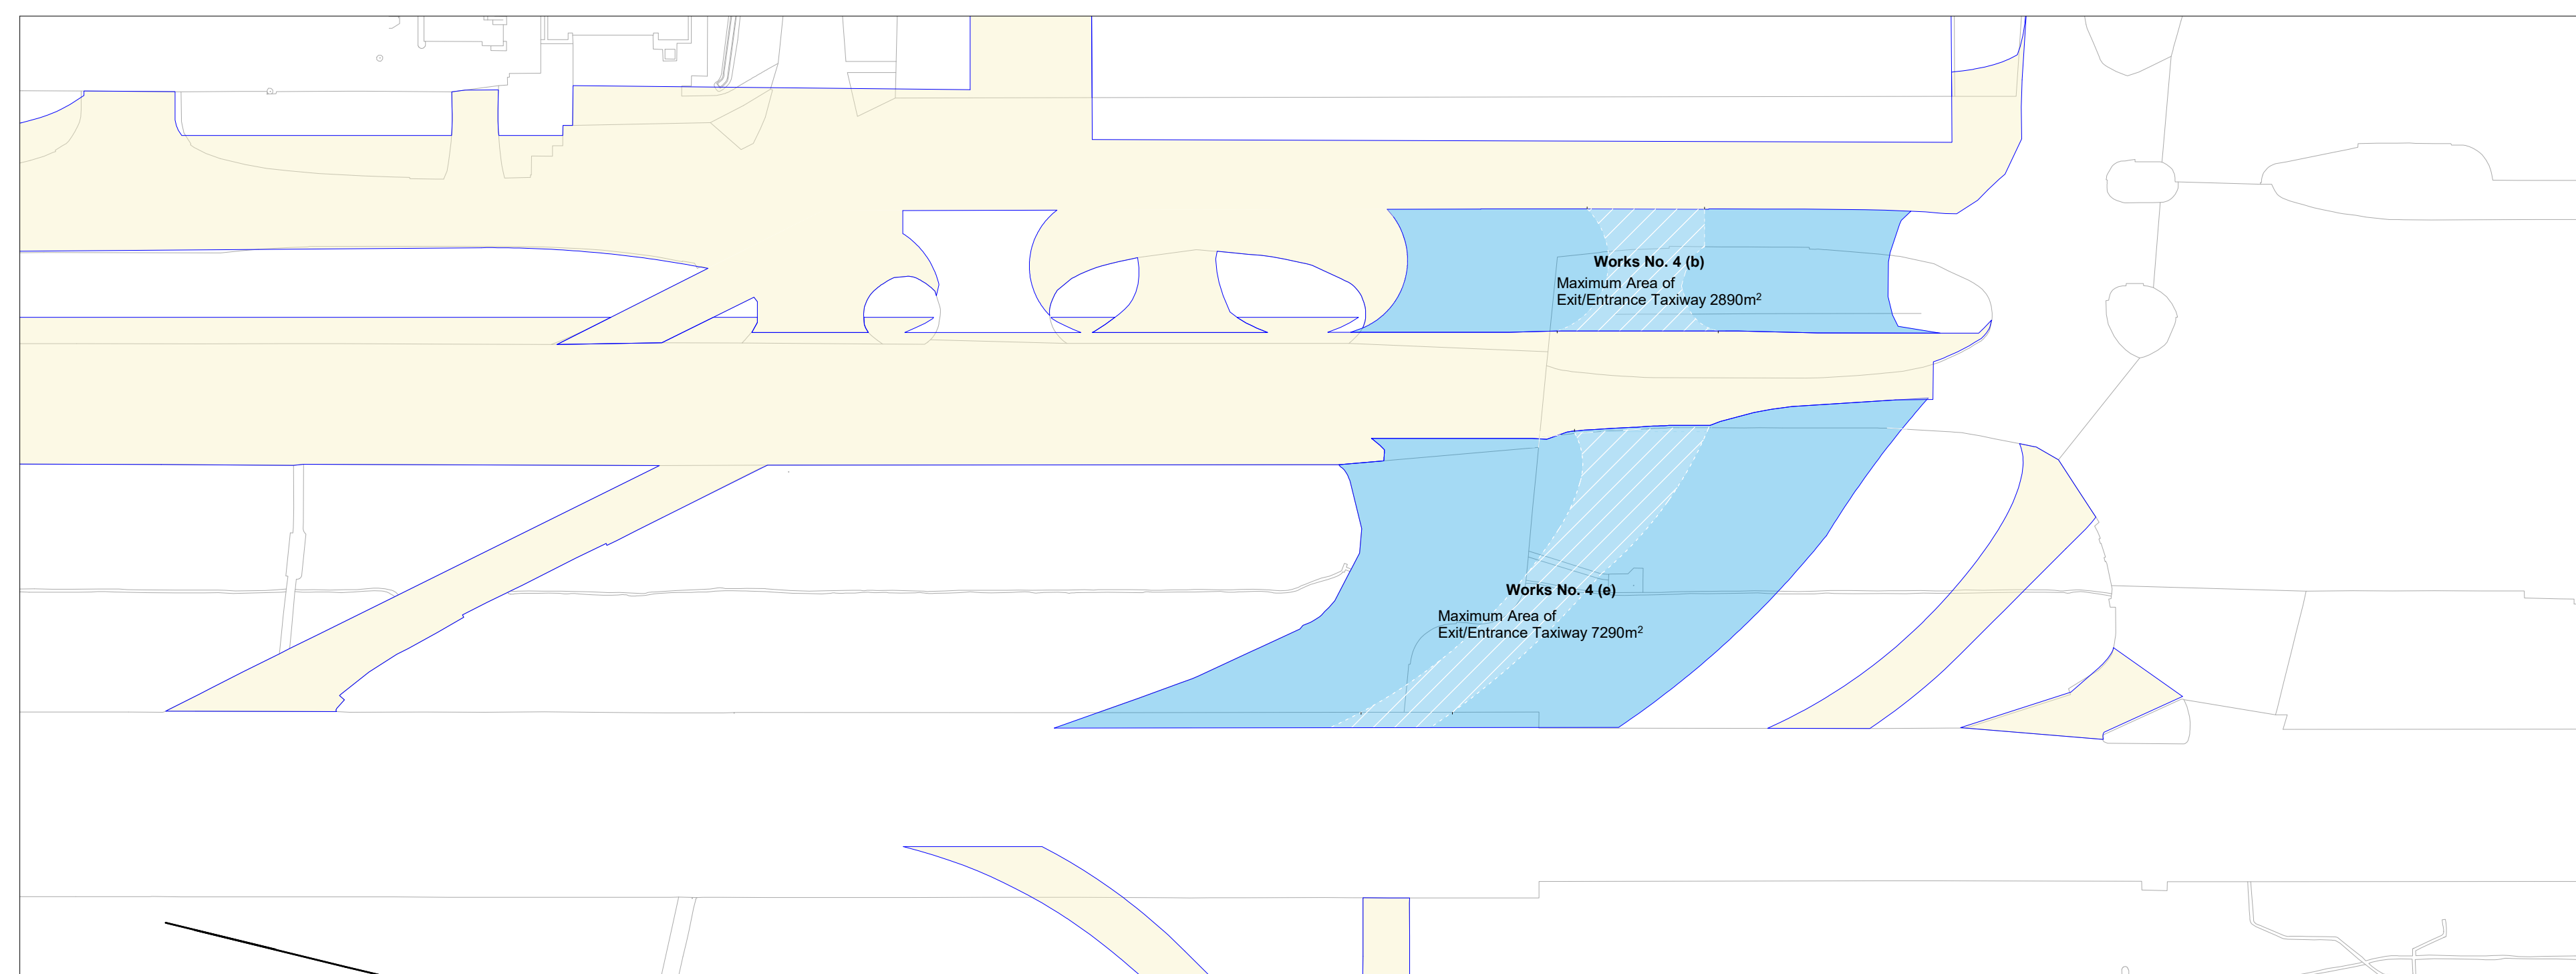 Works No. 4 (b)
Maximum Area of
Exit/Entrance Taxiway 2890m²
Works No. 4 (e)
Maximum Area of
Exit/Entrance Taxiway 7290m²